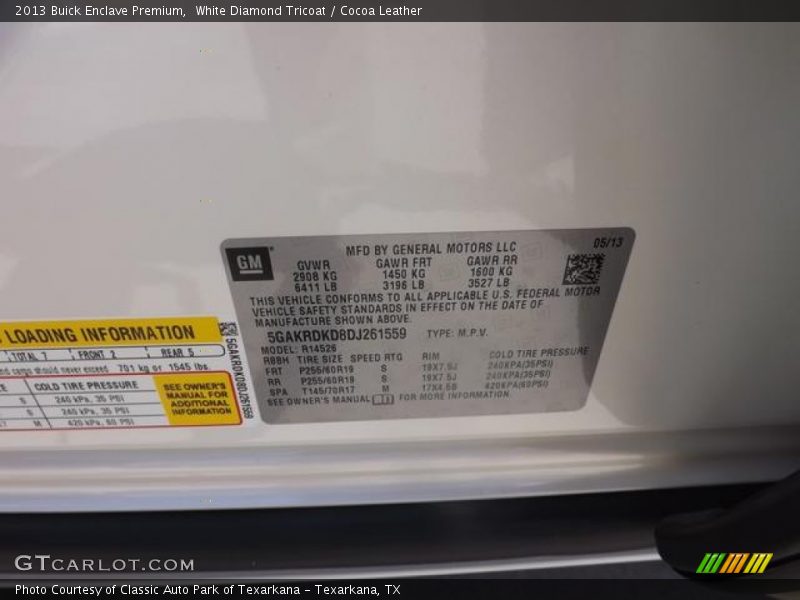 2013 Buick Enclave Premium,  White Diamond Tricoat / Cocoa Leather
GM
MFD BY GENERAL MOTORS LLC
05/13
GVWR GAWR FRT GAWR RR
2908 KG 1450 KG 1600 KG
6411 LB 3196 LB 3527 LB
THIS VEHICLE CONFORMS TO ALL APPLICABLE U.S. FEDERAL MOTOR
VEHICLE SAFETY STANDARDS IN EFFECT ON THE DATE OF
MANUFACTURE SHOWN ABOVE.
5GAKRDKD8DJ261559 TYPE: M.P.V.
MODEL: R14526
RBBH TIRE SIZE SPEED RTG RIM COLD TIRE PRESSURE
FRT P255/60R19 S 19X7.5J 240KPA(35PSI)
RR P255/60R19 S 19X7.5J 240KPA(35PSI)
SPA T145/70R17 M 17X4.5B 420KPA(60PSI)
SEE OWNER'S MANUAL FOR MORE INFORMATION.
LOADING INFORMATION
TOTAL 7 FRONT 2 REAR 5
cargo should never exceed 701 kg or 1545 lbs.
COLD TIRE PRESSURE
S 240 kPa, 35 PSI
S 240 kPa, 35 PSI
M 420 kPa, 60 PSI
SEE OWNER'S
MANUAL FOR
ADDITIONAL
INFORMATION
5GAKRDKD8DJ261559
GTCARLOT.COM
Photo Courtesy of Classic Auto Park of Texarkana - Texarkana, TX